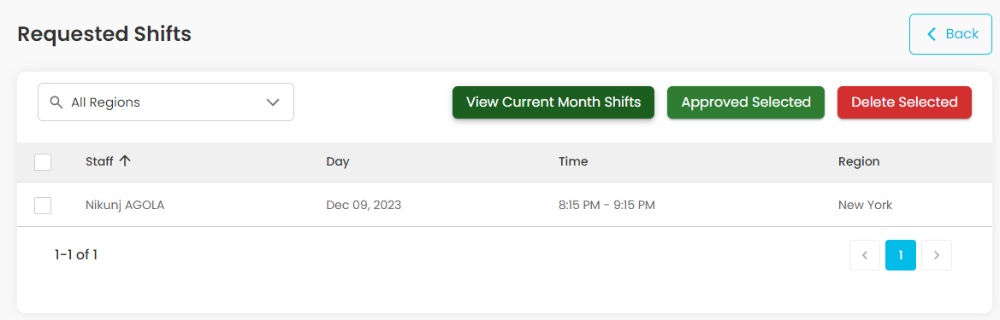 Requested Shifts
Back
All Regions
View Current Month Shifts
Approved Selected
Delete Selected
Staff Day Time Region
Nikunj AGOLA Dec 09, 2023 8:15 PM - 9:15 PM New York
1-1 of 1
1